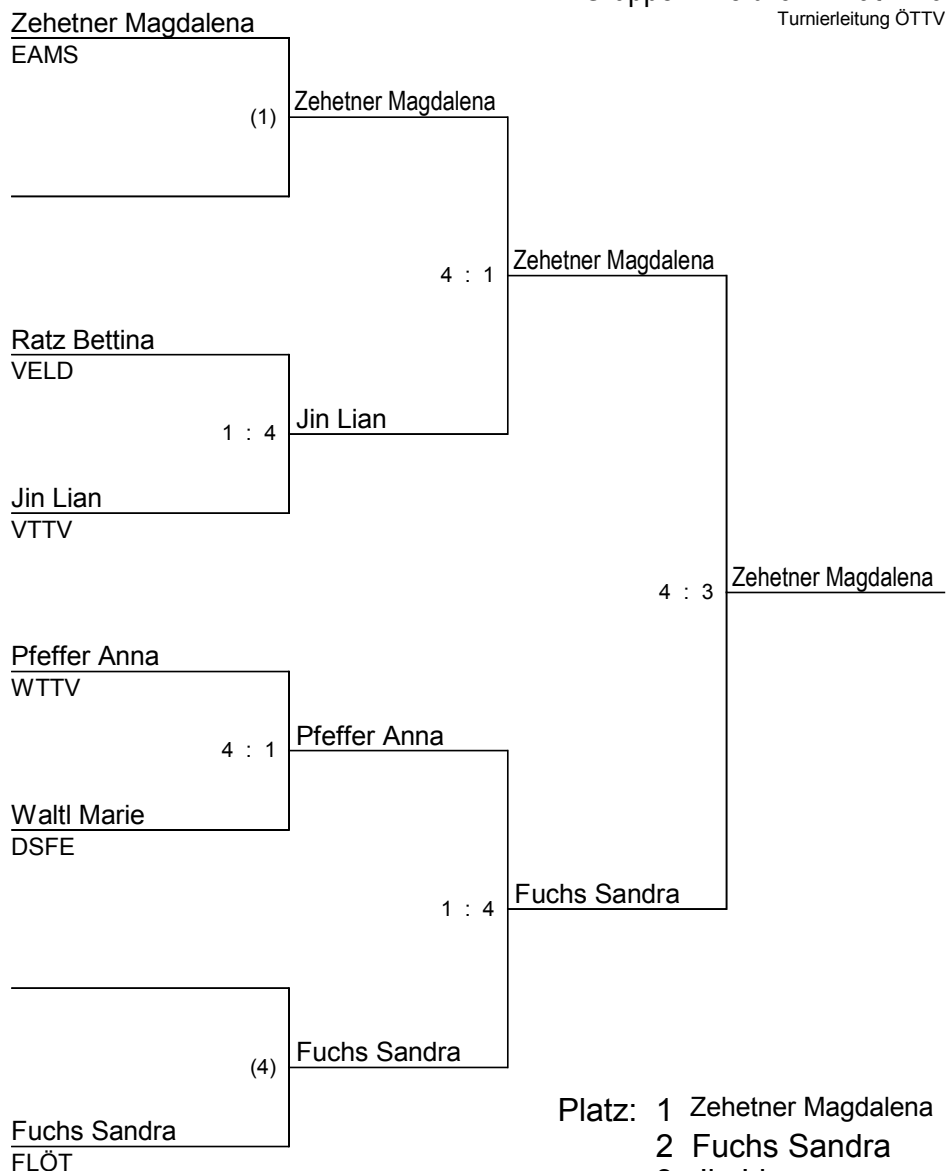 Turnierleitung ÖTTV
Zehetner Magdalena
EAMS
(1)
Zehetner Magdalena
4 : 1
Zehetner Magdalena
Ratz Bettina
VELD
1 : 4
Jin Lian
Jin Lian
VTTV
4 : 3
Zehetner Magdalena
Pfeffer Anna
WTTV
4 : 1
Pfeffer Anna
Waltl Marie
DSFE
1 : 4
Fuchs Sandra
(4)
Fuchs Sandra
Fuchs Sandra
FLÖT
Platz: 1 Zehetner Magdalena
2 Fuchs Sandra